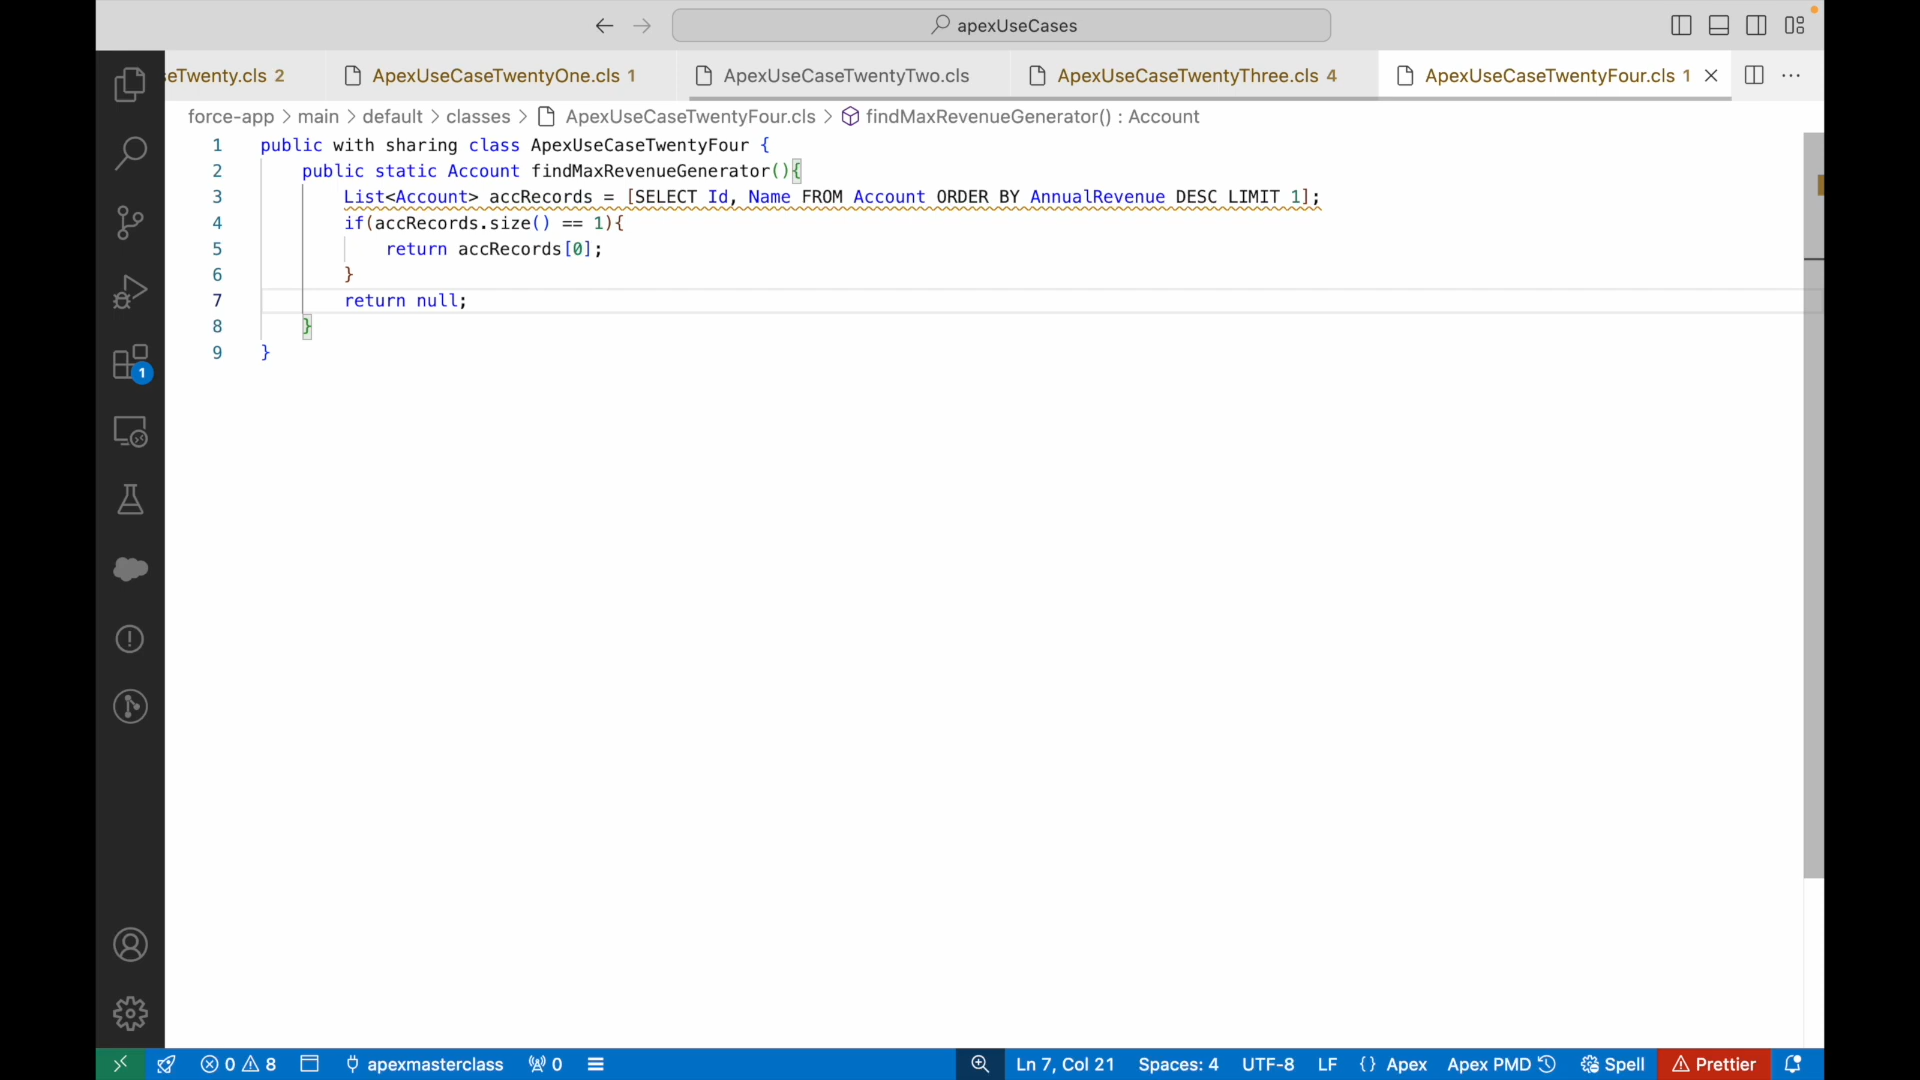 apexUseCases
seTwenty.cls 2 ApexUseCaseTwentyOne.cls 1 ApexUseCaseTwentyTwo.cls ApexUseCaseTwentyThree.cls 4 ApexUseCaseTwentyFour.cls 1
force-app > main > default > classes > ApexUseCaseTwentyFour.cls > findMaxRevenueGenerator() : Account
1 public with sharing class ApexUseCaseTwentyFour {
2 public static Account findMaxRevenueGenerator(){
3 List<Account> accRecords = [SELECT Id, Name FROM Account ORDER BY AnnualRevenue DESC LIMIT 1];
4 if(accRecords.size() == 1){
5 return accRecords[0];
6 }
7 return null;
8 }
9 }
1
0 8 apexmasterclass 0 Ln 7, Col 21 Spaces: 4 UTF-8 LF {} Apex Apex PMD Spell Prettier